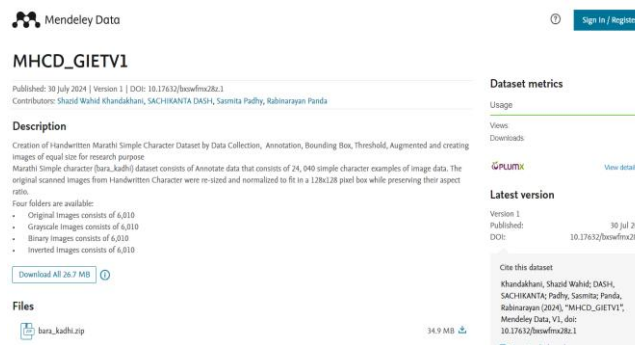 Mendeley Data
Sign In / Registe
MHCD_GIETV1
Published: 30 July 2024 | Version 1 | DOI: 10.17632/bxswfmx28z.1
Contributors: Shazid Wahid Khandakhani, SACHIKANTA DASH, Sasmita Padhy, Rabinarayan Panda
Description
Creation of Handwritten Marathi Simple Character Dataset by Data Collection, Annotation, Bounding Box, Threshold, Augmented and creating
images of equal size for research purpose
Marathi Simple character (bara_kadhi) dataset consists of Annotate data that consists of 24, 040 simple character examples of image data. The
original scanned images from Handwritten Character were re-sized and normalized to fit in a 128x128 pixel box while preserving their aspect
ratio.
Four folders are available:
• Original Images consists of 6,010
• Grayscale Images consists of 6,010
• Binary Images consists of 6,010
• Inverted Images consists of 6,010
Download All 26.7 MB
Files
bara_kadhi.zip
34.9 MB
Dataset metrics
Usage
Views
Downloads
PLUMX
View detail
Latest version
Version 1
Published: 30 Jul 2
DOI: 10.17632/bxswfmx28
Cite this dataset
Khandakhani, Shazid Wahid; DASH,
SACHIKANTA; Padhy, Sasmita; Panda,
Rabinarayan (2024), “MHCD_GIETV1”,
Mendeley Data, V1, doi:
10.17632/bxswfmx28z.1